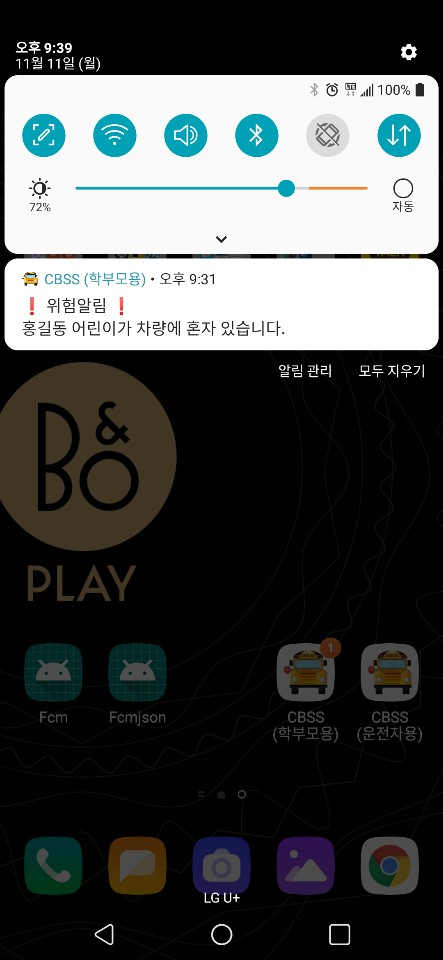 오후 9:39
11월 11일 (월)
100%
72%
자동
CBSS (학부모용) • 오후 9:31
❗ 위험알림 ❗
홍길동 어린이가 차량에 혼자 있습니다.
알림 관리 모두 지우기
B&O
PLAY
1
Fcm Fcmjson CBSS (학부모용) CBSS (운전자용)
LG U+